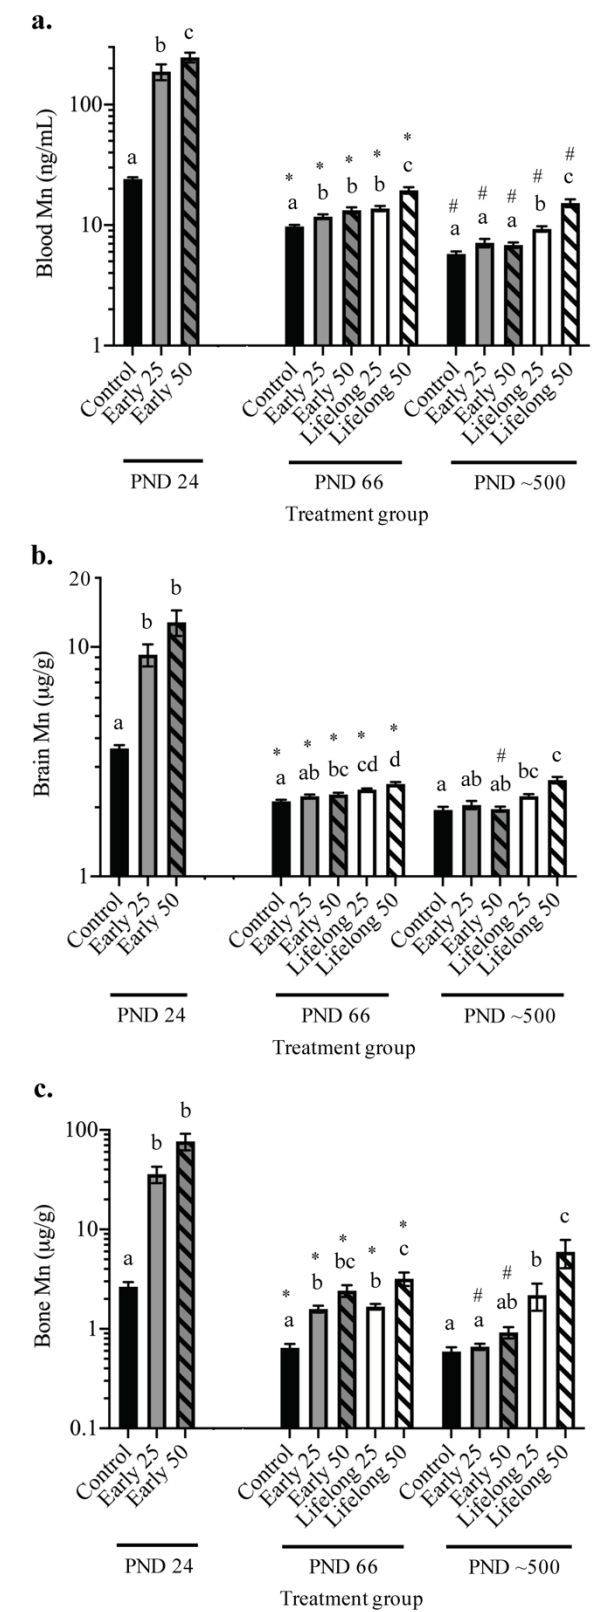 a.
Blood Mn (ng/mL)
100
10
1
a
b
c
*
a
*
b
*
b
*
b
*
c
#
a
#
a
#
a
#
b
#
c
Control
Early 25
Early 50
Control
Early 25
Early 50
Lifelong 25
Lifelong 50
Control
Early 25
Early 50
Lifelong 25
Lifelong 50
PND 24
PND 66
PND ~500
Treatment group
b.
Brain Mn (µg/g)
20
10
1
a
b
b
*
a
*
ab
*
bc
*
cd
*
d
a
ab
#
ab
bc
c
Control
Early 25
Early 50
Control
Early 25
Early 50
Lifelong 25
Lifelong 50
Control
Early 25
Early 50
Lifelong 25
Lifelong 50
PND 24
PND 66
PND ~500
Treatment group
c.
Bone Mn (µg/g)
100
10
1
0.1
a
b
b
*
a
*
b
*
bc
*
b
*
c
a
#
a
#
ab
b
c
Control
Early 25
Early 50
Control
Early 25
Early 50
Lifelong 25
Lifelong 50
Control
Early 25
Early 50
Lifelong 25
Lifelong 50
PND 24
PND 66
PND ~500
Treatment group